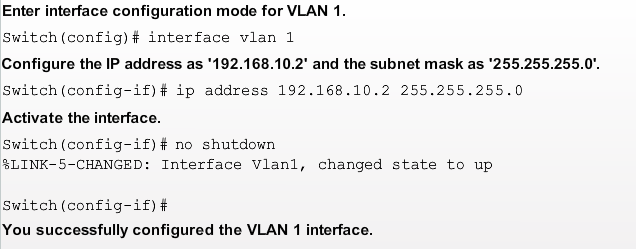 Enter interface configuration mode for VLAN 1.
Switch(config)# interface vlan 1
Configure the IP address as '192.168.10.2' and the subnet mask as '255.255.255.0'.
Switch(config-if)# ip address 192.168.10.2 255.255.255.0
Activate the interface.
Switch(config-if)# no shutdown
%LINK-5-CHANGED: Interface Vlan1, changed state to up
Switch(config-if)#
You successfully configured the VLAN 1 interface.